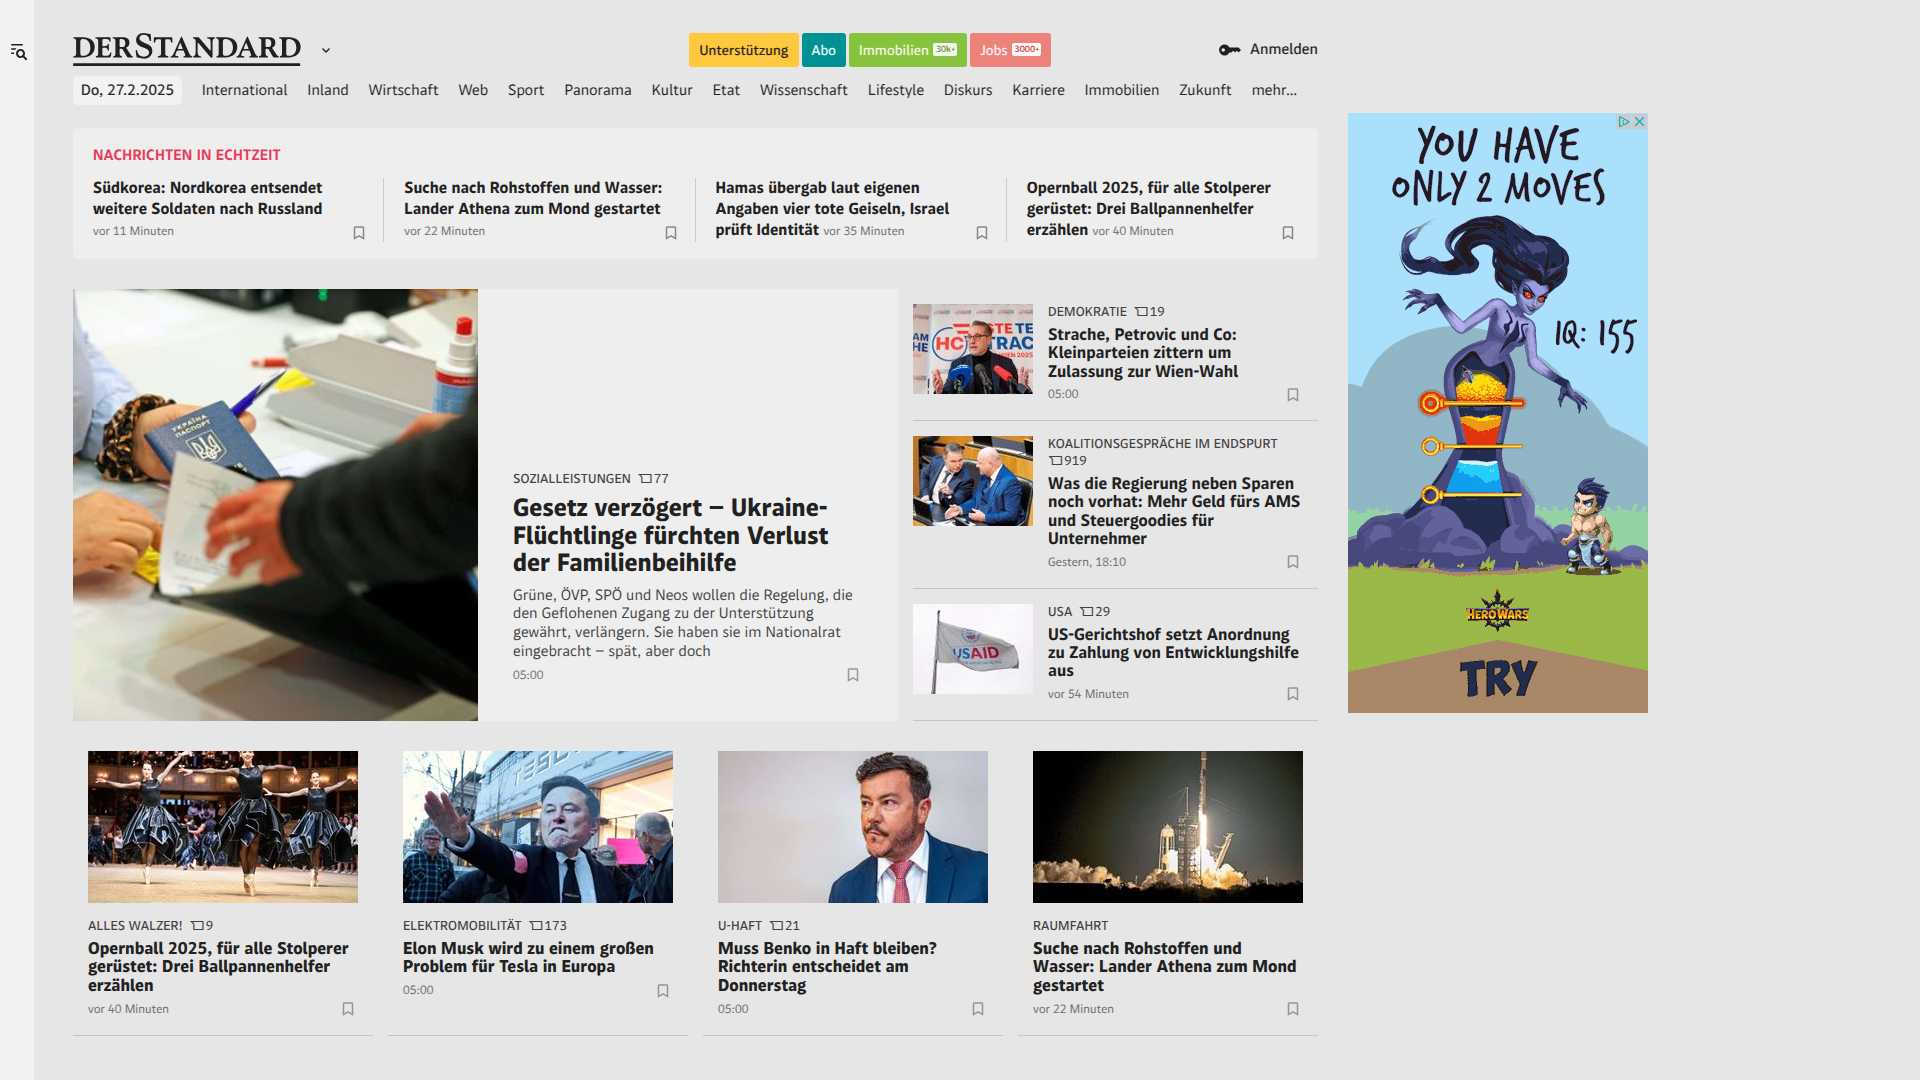 DERSTANDARD
Unterstützung
Abo
Immobilien 30k+
Jobs 3000+
Anmelden
Do, 27.2.2025
International
Inland
Wirtschaft
Web
Sport
Panorama
Kultur
Etat
Wissenschaft
Lifestyle
Diskurs
Karriere
Immobilien
Zukunft
mehr...
NACHRICHTEN IN ECHTZEIT
Südkorea: Nordkorea entsendet
weitere Soldaten nach Russland
vor 11 Minuten
Suche nach Rohstoffen und Wasser:
Lander Athena zum Mond gestartet
vor 22 Minuten
Hamas übergab laut eigenen
Angaben vier tote Geiseln, Israel
prüft Identität vor 35 Minuten
Opernball 2025, für alle Stolperer
gerüstet: Drei Ballpannenhelfer
erzählen vor 40 Minuten
УКРАЇНА
ПАСПОРТ
SOZIALLEISTUNGEN 77
Gesetz verzögert – Ukraine-
Flüchtlinge fürchten Verlust
der Familienbeihilfe
Grüne, ÖVP, SPÖ und Neos wollen die Regelung, die
den Geflohenen Zugang zu der Unterstützung
gewährt, verlängern. Sie haben sie im Nationalrat
eingebracht – spät, aber doch
05:00
HC
DEMOKRATIE 19
Strache, Petrovic und Co:
Kleinparteien zittern um
Zulassung zur Wien-Wahl
05:00
KOALITIONSGESPRÄCHE IM ENDSPURT
919
Was die Regierung neben Sparen
noch vorhat: Mehr Geld fürs AMS
und Steuergoodies für
Unternehmer
Gestern, 18:10
USAID
USA 29
US-Gerichtshof setzt Anordnung
zu Zahlung von Entwicklungshilfe
aus
vor 54 Minuten
YOU HAVE
ONLY 2 MOVES
IQ: 155
HERO WARS
TRY
ALLES WALZER! 9
Opernball 2025, für alle Stolperer
gerüstet: Drei Ballpannenhelfer
erzählen
vor 40 Minuten
TESL
ELEKTROMOBILITÄT 173
Elon Musk wird zu einem großen
Problem für Tesla in Europa
05:00
U-HAFT 21
Muss Benko in Haft bleiben?
Richterin entscheidet am
Donnerstag
05:00
RAUMFAHRT
Suche nach Rohstoffen und
Wasser: Lander Athena zum Mond
gestartet
vor 22 Minuten